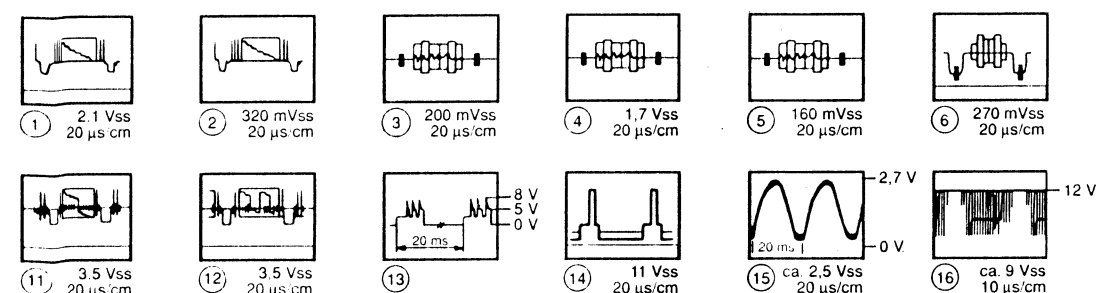 1 2.1 Vss
20 µs/cm
2 320 mVss
20 µs/cm
3 200 mVss
20 µs/cm
4 1,7 Vss
20 µs/cm
5 160 mVss
20 µs/cm
6 270 mVss
20 µs/cm
11 3.5 Vss
20 µs/cm
12 3,5 Vss
20 µs/cm
8 V
5 V
0 V
20 ms
13
14 11 Vss
20 µs/cm
2,7 V
0 V.
20 ms
15 ca. 2,5 Vss
20 µs/cm
12 V
16 ca. 9 Vss
10 µs/cm